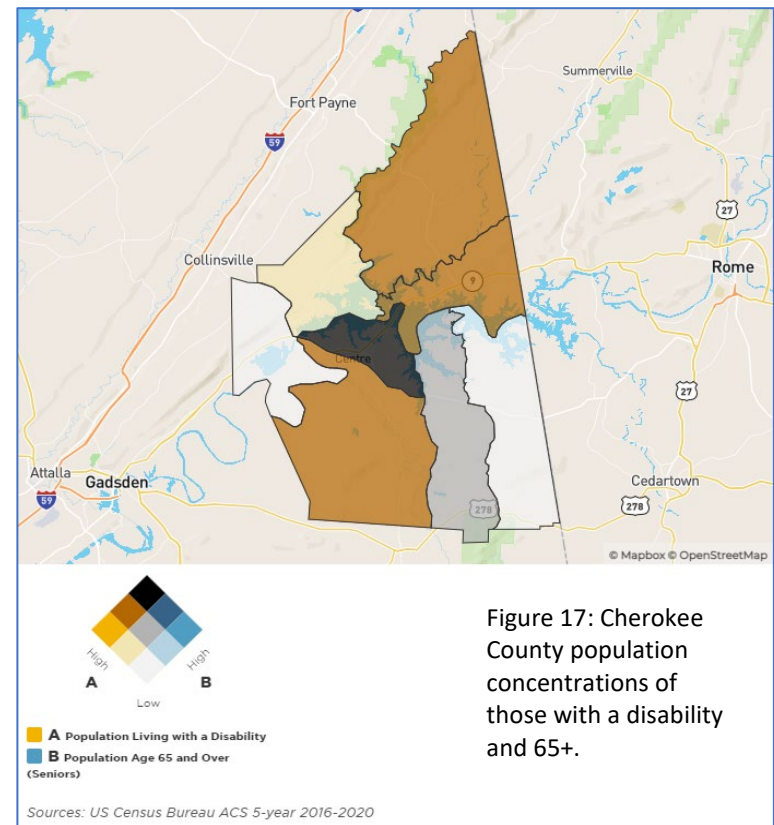 Summerville
Fort Payne
59
27
Collinsville
Rome
9
Centre
27
Attalla
Gadsden
Cedartown
59
278
278
© Mapbox © OpenStreetMap
High
High
A
B
Low
A Population Living with a Disability
B Population Age 65 and Over
(Seniors)
Sources: US Census Bureau ACS 5-year 2016-2020
Figure 17: Cherokee
County population
concentrations of
those with a disability
and 65+.